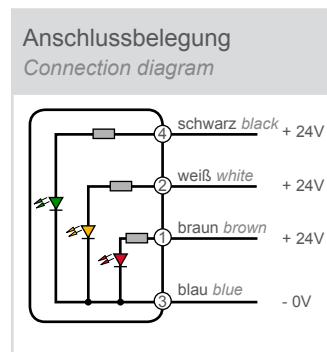 Anschlussbelegung
Connection diagram
4 schwarz black + 24V
2 weiß white + 24V
1 braun brown + 24V
3 blau blue - 0V